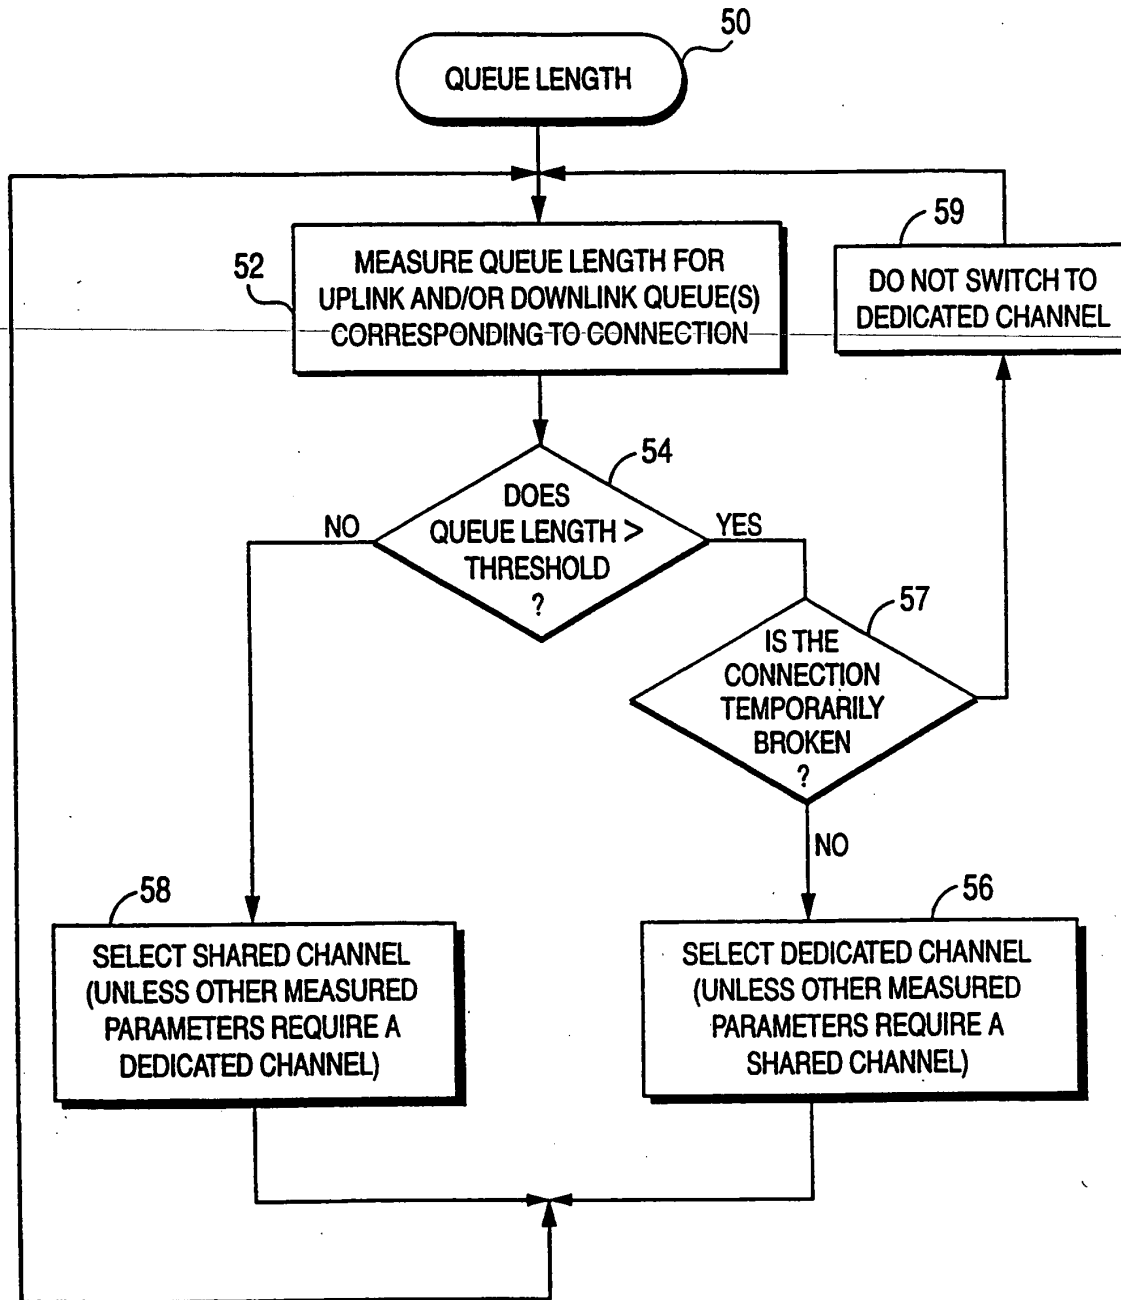 50
QUEUE LENGTH
52
MEASURE QUEUE LENGTH FOR
UPLINK AND/OR DOWNLINK QUEUE(S)
CORRESPONDING TO CONNECTION
59
DO NOT SWITCH TO
DEDICATED CHANNEL
54
DOES
QUEUE LENGTH >
THRESHOLD
?
NO
YES
57
IS THE
CONNECTION
TEMPORARILY
BROKEN
?
NO
58
SELECT SHARED CHANNEL
(UNLESS OTHER MEASURED
PARAMETERS REQUIRE A
DEDICATED CHANNEL)
56
SELECT DEDICATED CHANNEL
(UNLESS OTHER MEASURED
PARAMETERS REQUIRE A
SHARED CHANNEL)